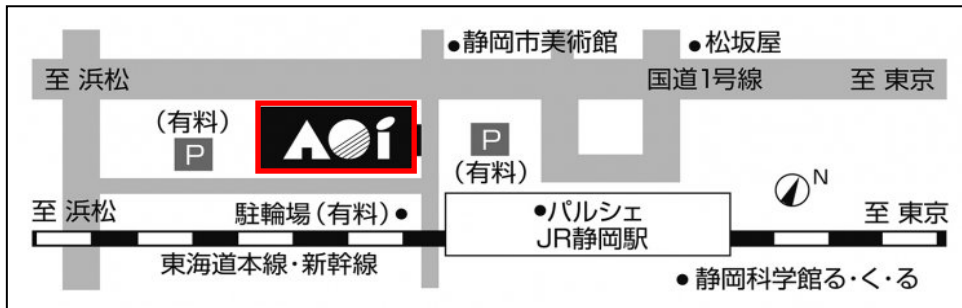 ●静岡市美術館
●松坂屋
至 浜松
国道1号線
至 東京
(有料)
P
AOi
P
(有料)
N
至 浜松
駐輪場(有料)●
●パルシェ
JR静岡駅
至 東京
東海道本線・新幹線
●静岡科学館る・く・る